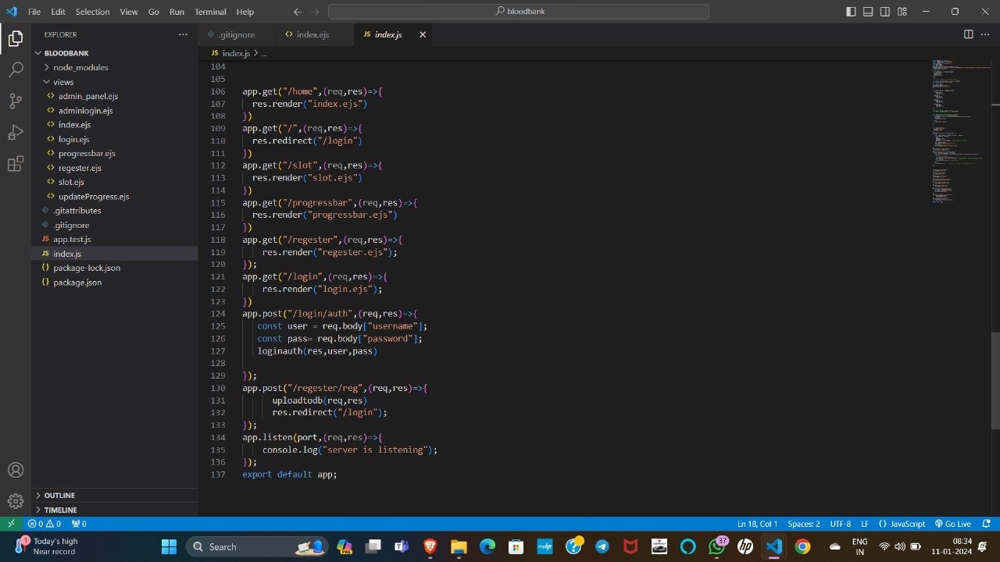 File Edit Selection View Go Run Terminal Help
bloodbank
EXPLORER
BLOODBANK
node_modules
views
admin_panel.ejs
adminlogin.ejs
index.ejs
login.ejs
progressbar.ejs
regester.ejs
slot.ejs
updateProgress.ejs
.gitattributes
.gitignore
JS app.test.js
JS index.js
{} package-lock.json
{} package.json
OUTLINE
TIMELINE
.gitignore
index.ejs
JS index.js
JS index.js > ...
104
105
106 app.get("/home",(req,res)=>{
107 res.render("index.ejs")
108 })
109 app.get("/",(req,res)=>{
110 res.redirect("/login")
111 })
112 app.get("/slot",(req,res)=>{
113 res.render("slot.ejs")
114 })
115 app.get("/progressbar",(req,res)=>{
116 res.render("progressbar.ejs")
117 })
118 app.get("/regester",(req,res)=>{
119 res.render("regester.ejs");
120 });
121 app.get("/login",(req,res)=>{
122 res.render("login.ejs");
123 })
124 app.post("/login/auth",(req,res)=>{
125 const user = req.body["username"];
126 const pass= req.body["password"];
127 loginauth(res,user,pass)
128
129 });
130 app.post("/regester/reg",(req,res)=>{
131 uploadtodb(req,res)
132 res.redirect("/login");
133 });
134 app.listen(port,(req,res)=>{
135 console.log("server is listening");
136 });
137 export default app;
0 0 0
Ln 18, Col 1 Spaces: 2 UTF-8 LF {} JavaScript Go Live
1
Today's high
Near record
Search
ENG
IN
08:34
11-01-2024